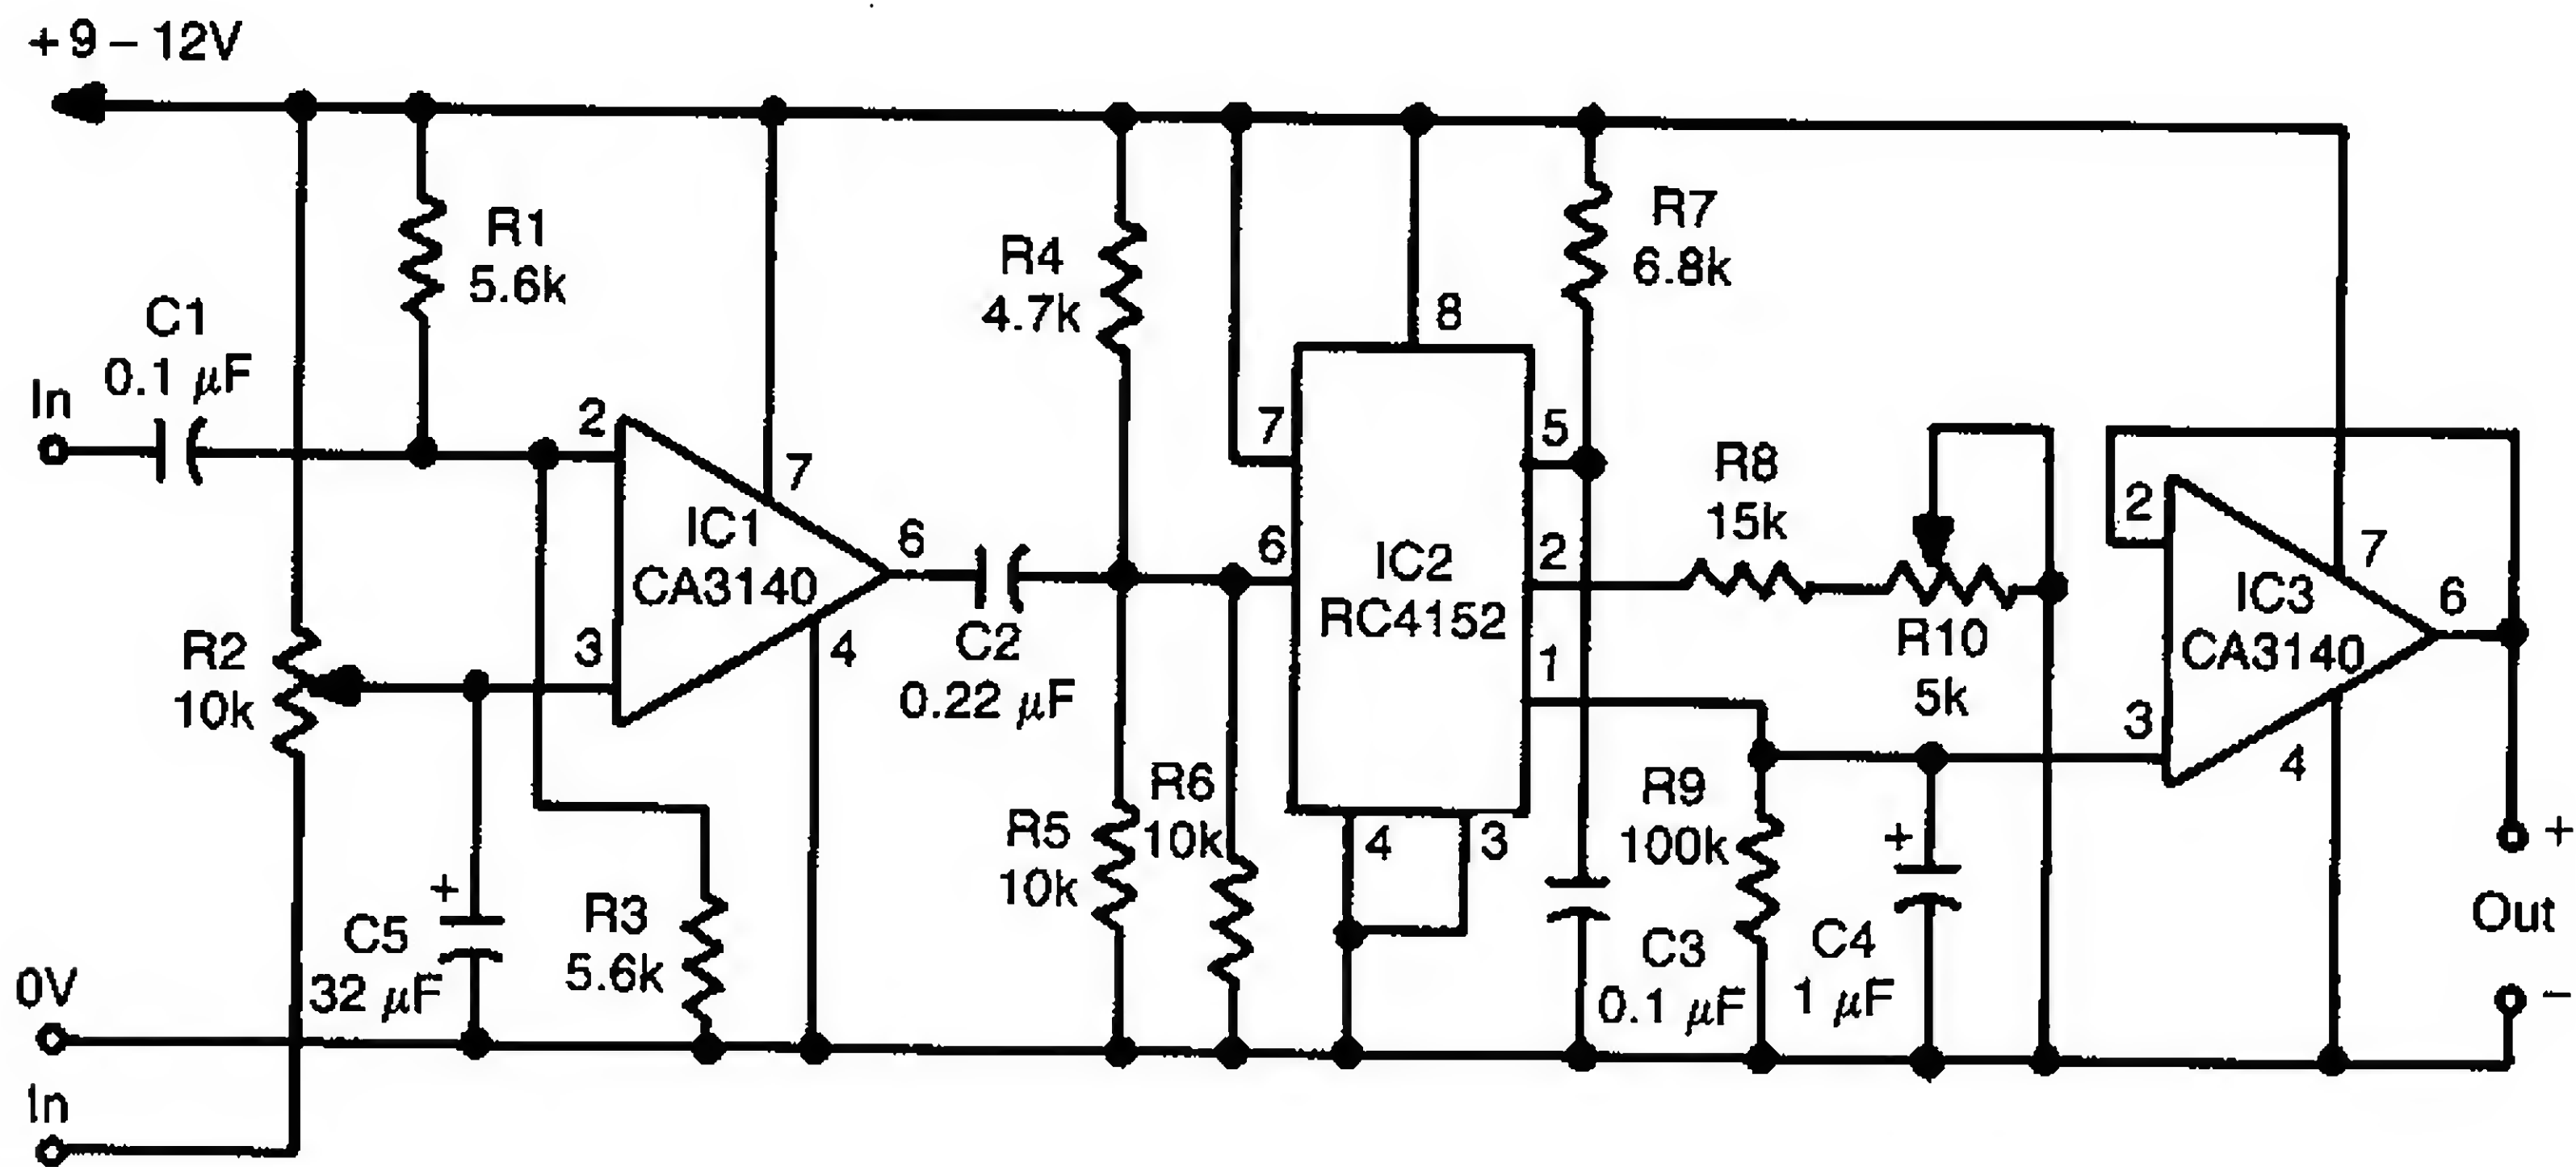 +9–12V
R1
5.6k
C1
0.1 μF
In
2
7
IC1
CA3140
6
3
4
R2
10k
C5
32 μF
+
R3
5.6k
0V
In
R4
4.7k
C2
0.22 μF
R5
10k
R6
10k
7
6
8
5
2
1
IC2
RC4152
4
3
R7
6.8k
R8
15k
R10
5k
R9
100k
C3
0.1 μF
+
C4
1 μF
2
7
IC3
CA3140
6
3
4
+
Out
–